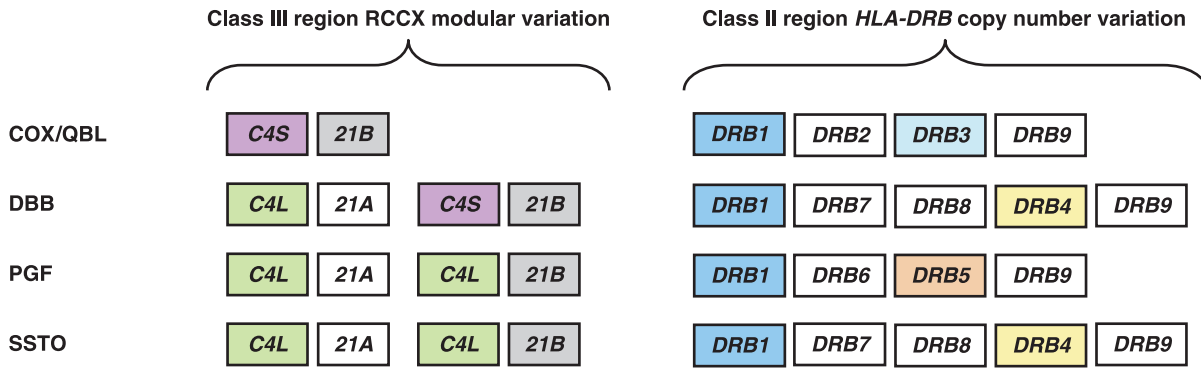 Class III region RCCX modular variation Class II region HLA-DRB copy number variation
COX/QBL C4S 21B DRB1 DRB2 DRB3 DRB9
DBB C4L 21A C4S 21B DRB1 DRB7 DRB8 DRB4 DRB9
PGF C4L 21A C4L 21B DRB1 DRB6 DRB5 DRB9
SSTO C4L 21A C4L 21B DRB1 DRB7 DRB8 DRB4 DRB9